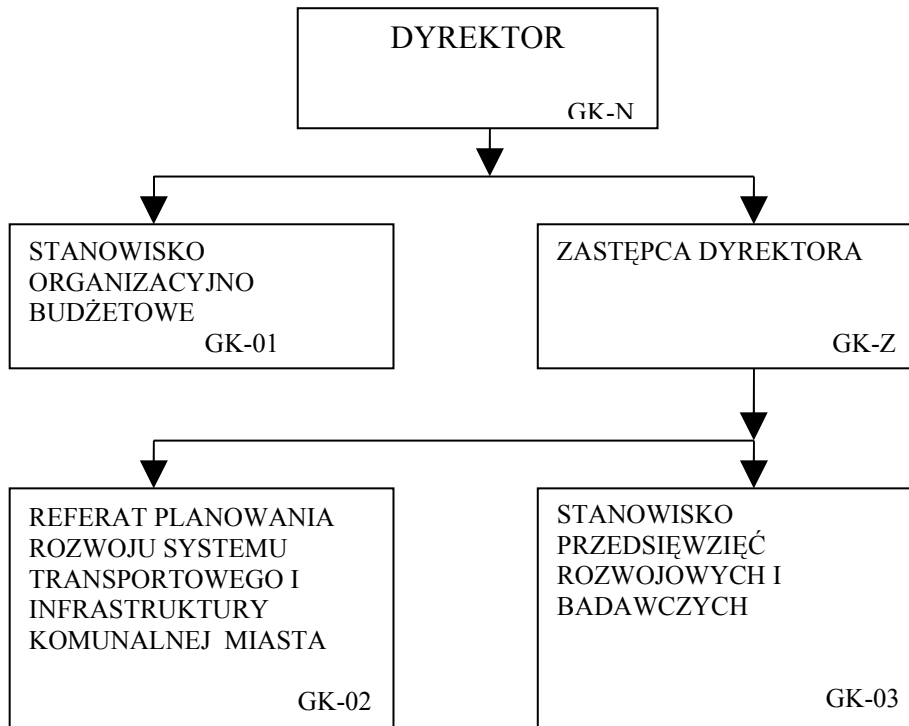 DYREKTOR
GK-N
STANOWISKO
ORGANIZACYJNO
BUDŻETOWE
GK-01
ZASTĘPCA DYREKTORA
GK-Z
REFERAT PLANOWANIA
ROZWOJU SYSTEMU
TRANSPORTOWEGO I
INFRASTRUKTURY
KOMUNALNEJ MIASTA
GK-02
STANOWISKO
PRZEDSIĘWZIĘĆ
ROZWOJOWYCH I
BADAWCZYCH
GK-03